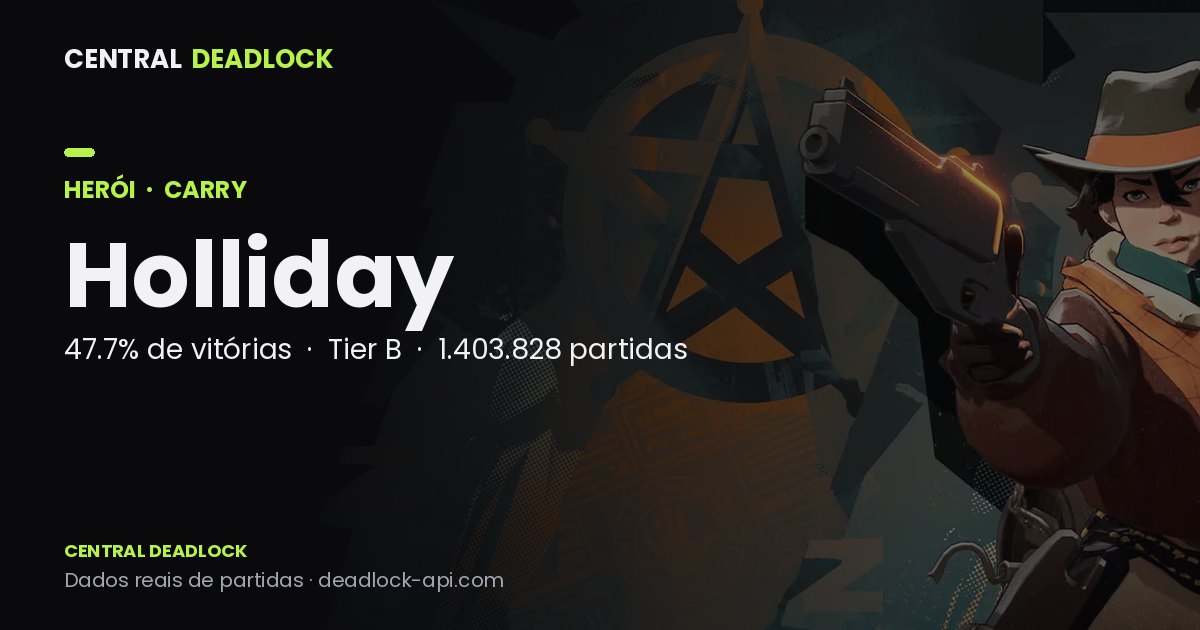 CENTRAL DEADLOCK
HERÓI · CARRY
Holliday
47.7% de vitórias · Tier B · 1.403.828 partidas
CENTRAL DEADLOCK
Dados reais de partidas · deadlock-api.com